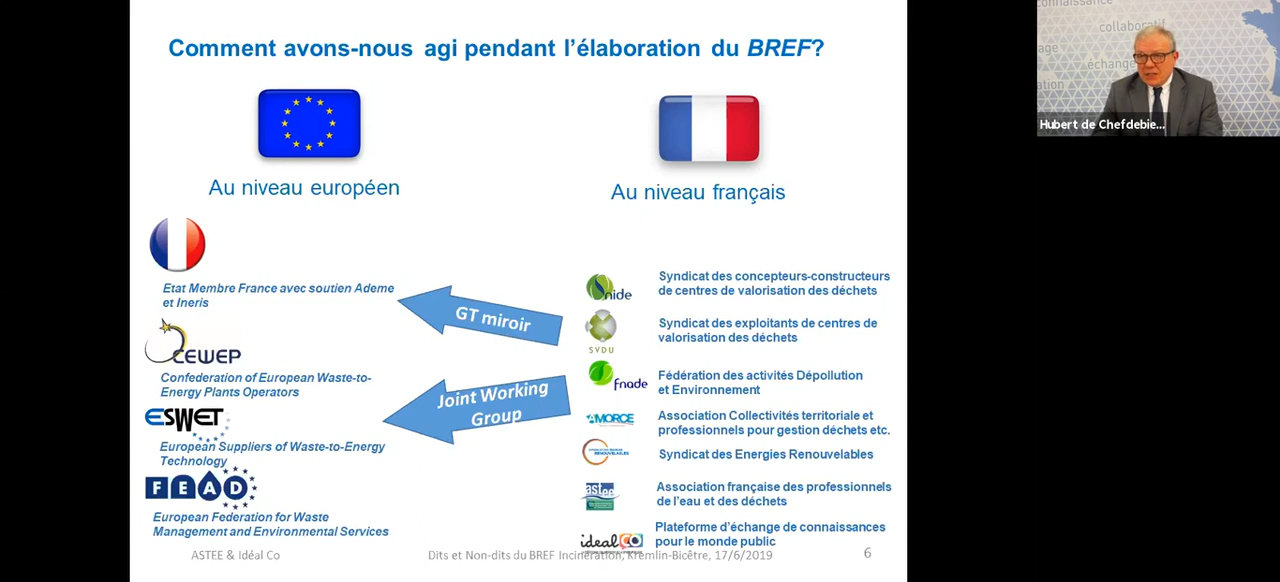 Comment avons-nous agi pendant l'élaboration du BREF?
Au niveau européen
Au niveau français
Etat Membre France avec soutien Ademe
et Ineris
CEWEP
Confederation of European Waste-to-
Energy Plants Operators
ESWET
European Suppliers of Waste-to-Energy
Technology
FEAD
European Federation for Waste
Management and Environmental Services
GT miroir
Joint Working
Group
Snide
Syndicat des concepteurs-constructeurs
de centres de valorisation des déchets
SVDU
Syndicat des exploitants de centres de
valorisation des déchets
fnade
Fédération des activités Dépollution
et Environnement
AMORCE
Association Collectivités territoriale et
professionnels pour gestion déchets etc.
RENOUVELABLES
Syndicat des Energies Renouvelables
astee
Association française des professionnels
de l'eau et des déchets
idealCO
Plateforme d'échange de connaissances
pour le monde public
ASTEE & Idéal Co
Dits et Non-dits du BREF Incinération, Kremlin-Bicêtre, 17/6/2019
6
connaissance
collaboratif
échange
Hubert de Chefdebie...